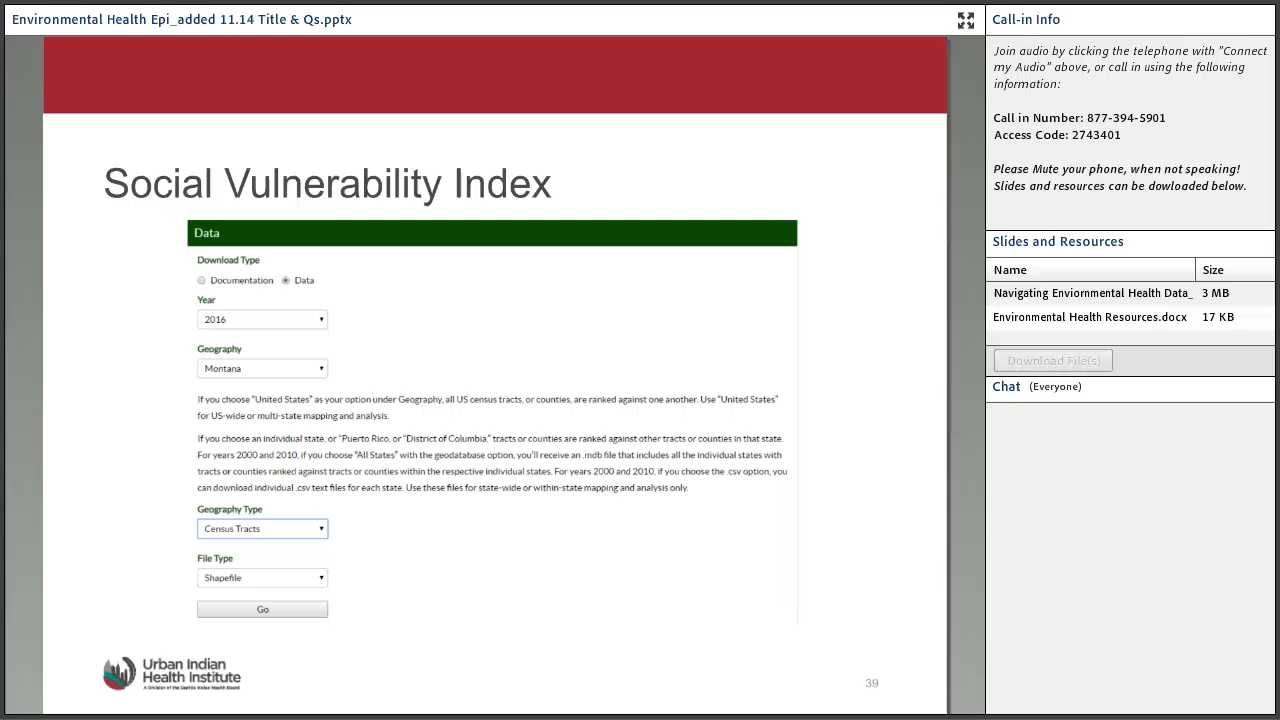 Environmental Health Epi_added 11.14 Title & Qs.pptx
Social Vulnerability Index
Data
Download Type
Documentation Data
Year
2016
Geography
Montana
If you choose “United States” as your option under Geography, all US census tracts, or counties, are ranked against one another. Use “United States”
for US-wide or multi-state mapping and analysis.
If you choose an individual state, or “Puerto Rico, or “District of Columbia,” tracts or counties are ranked against other tracts or counties in that state.
For years 2000 and 2010, if you choose “All States” with the geodatabase option, you’ll receive an .mdb file that includes all the individual states with
tracts or counties ranked against tracts or counties within the respective individual states. For years 2000 and 2010, if you choose the .csv option, you
can download individual .csv text files for each state. Use these files for state-wide or within-state mapping and analysis only.
Geography Type
Census Tracts
File Type
Shapefile
Go
Urban Indian
Health Institute
A Division of the Seattle Indian Health Board
39
Call-in Info
Join audio by clicking the telephone with "Connect
my Audio" above, or call in using the following
information:
Call in Number: 877-394-5901
Access Code: 2743401
Please Mute your phone, when not speaking!
Slides and resources can be dowloaded below.
Slides and Resources
Name Size
Navigating Enviornmental Health Data_ 3 MB
Environmental Health Resources.docx 17 KB
Download File(s)
Chat (Everyone)